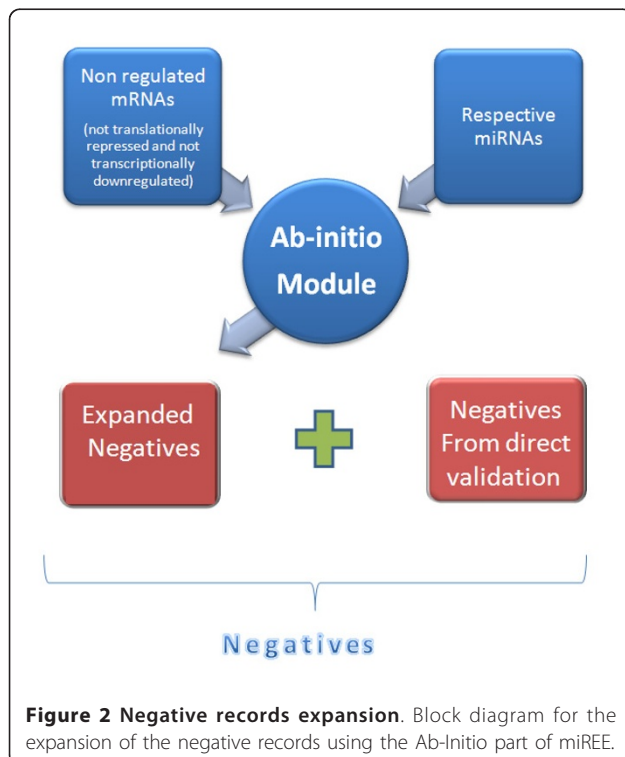 Non regulated
mRNAs
(not translationally
repressed and not
transcriptionally
downregulated)
Respective
miRNAs
Ab-initio
Module
Expanded
Negatives
Negatives
From direct
validation
Negatives
Figure 2 Negative records expansion. Block diagram for the
expansion of the negative records using the Ab-Initio part of miREE.